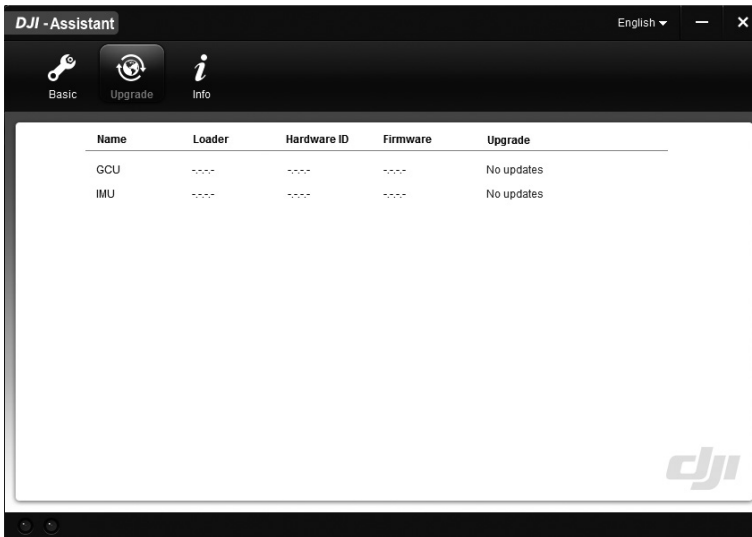 DJI - Assistant English
Basic Upgrade Info
Name Loader Hardware ID Firmware Upgrade
GCU -.-.-.- -.-.-.- -.-.-.- No updates
IMU -.-.-.- -.-.-.- -.-.-.- No updates
dji